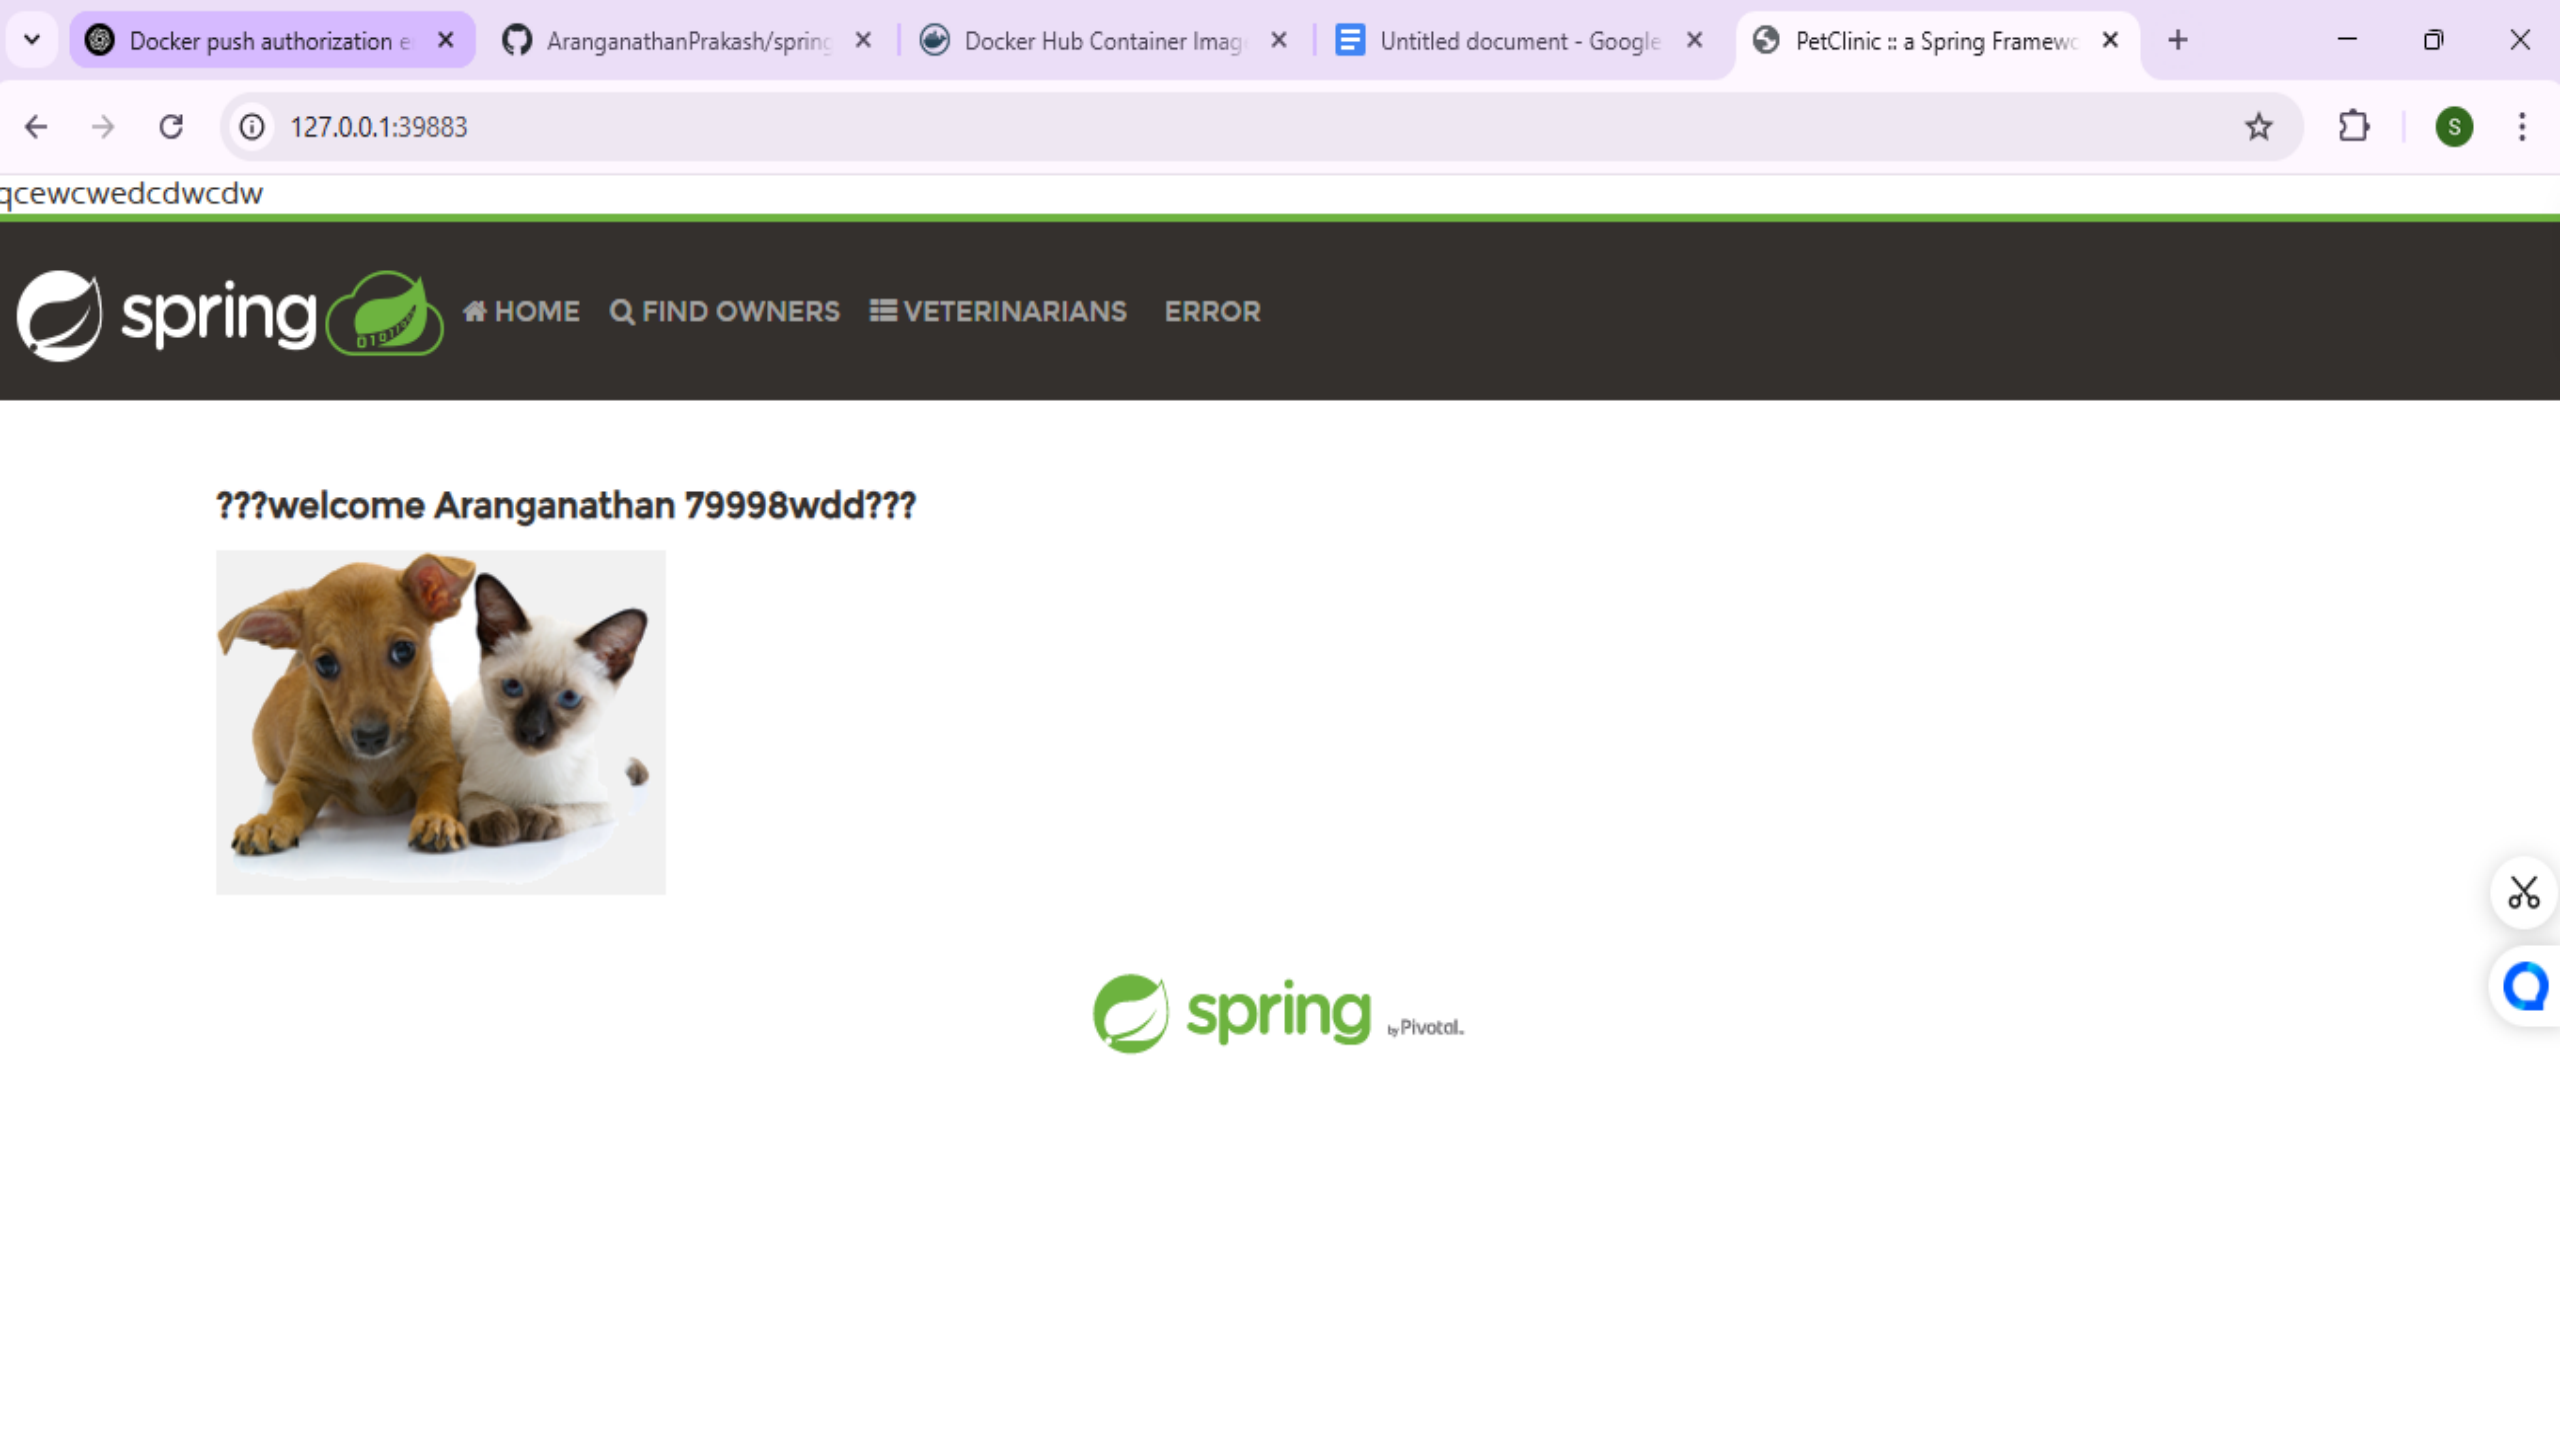 Docker push authorization e
AranganathanPrakash/spring
Docker Hub Container Imag
Untitled document - Google
PetClinic :: a Spring Framewo
127.0.0.1:39883
S
qcewcwedcdwcdw
spring
HOME
FIND OWNERS
VETERINARIANS
ERROR
???welcome Aranganathan 79998wdd???
spring by Pivotal